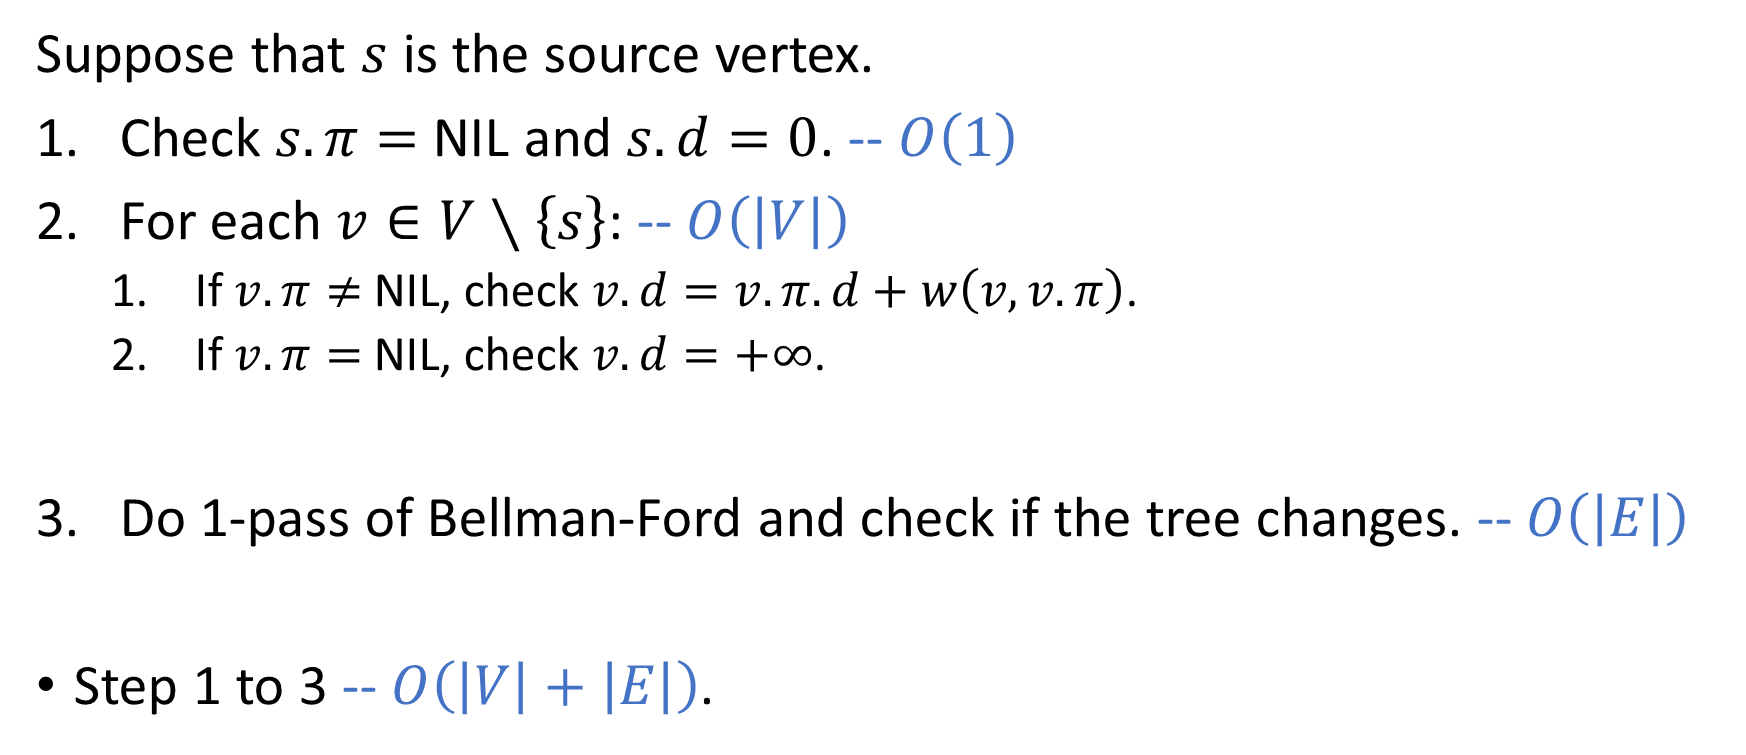 Suppose that s is the source vertex.
1. Check s.π = NIL and s.d = 0. -- O(1)
2. For each v ∈ V \ {s}: -- O(|V|)
1. If v.π ≠ NIL, check v.d = v.π.d + w(v, v.π).
2. If v.π = NIL, check v.d = +∞.
3. Do 1-pass of Bellman-Ford and check if the tree changes. -- O(|E|)
• Step 1 to 3 -- O(|V| + |E|).